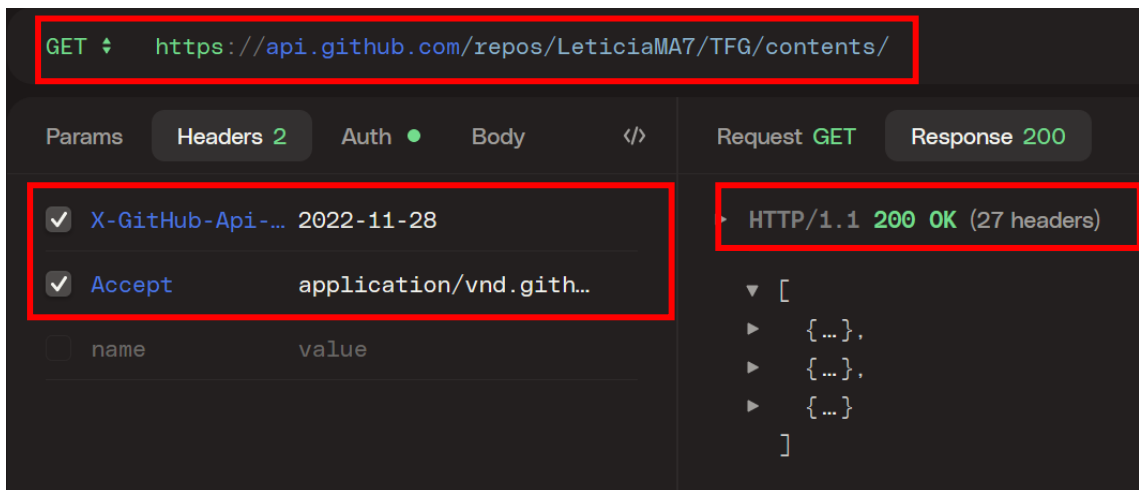 GET https://api.github.com/repos/LeticiaMA7/TFG/contents/
Params Headers 2 Auth Body </>
X-GitHub-Api-… 2022-11-28
Accept application/vnd.gith…
name value
Request GET Response 200
HTTP/1.1 200 OK (27 headers)
[
{…},
{…},
{…}
]